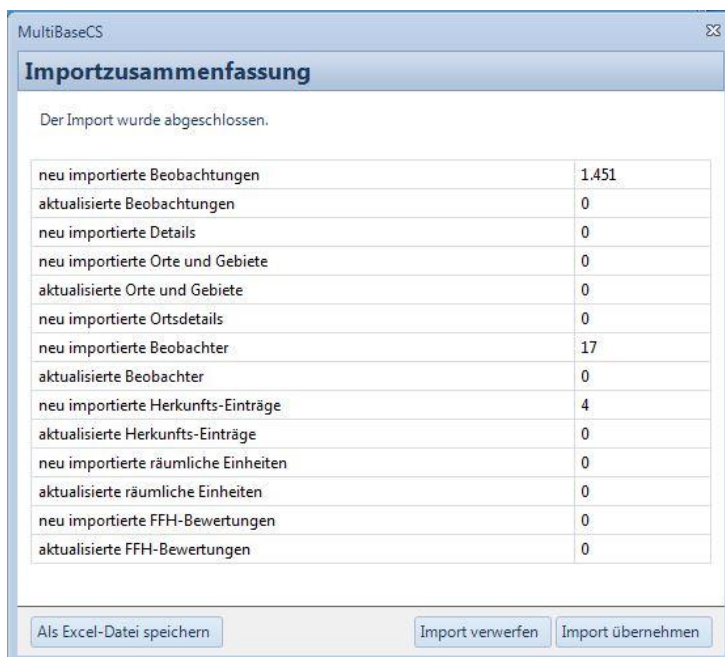 MultiBaseCS
Importzusammenfassung
Der Import wurde abgeschlossen.
neu importierte Beobachtungen 1.451
aktualisierte Beobachtungen 0
neu importierte Details 0
neu importierte Orte und Gebiete 0
aktualisierte Orte und Gebiete 0
neu importierte Ortsdetails 0
neu importierte Beobachter 17
aktualisierte Beobachter 0
neu importierte Herkunfts-Einträge 4
aktualisierte Herkunfts-Einträge 0
neu importierte räumliche Einheiten 0
aktualisierte räumliche Einheiten 0
neu importierte FFH-Bewertungen 0
aktualisierte FFH-Bewertungen 0
Als Excel-Datei speichern Import verwerfen Import übernehmen